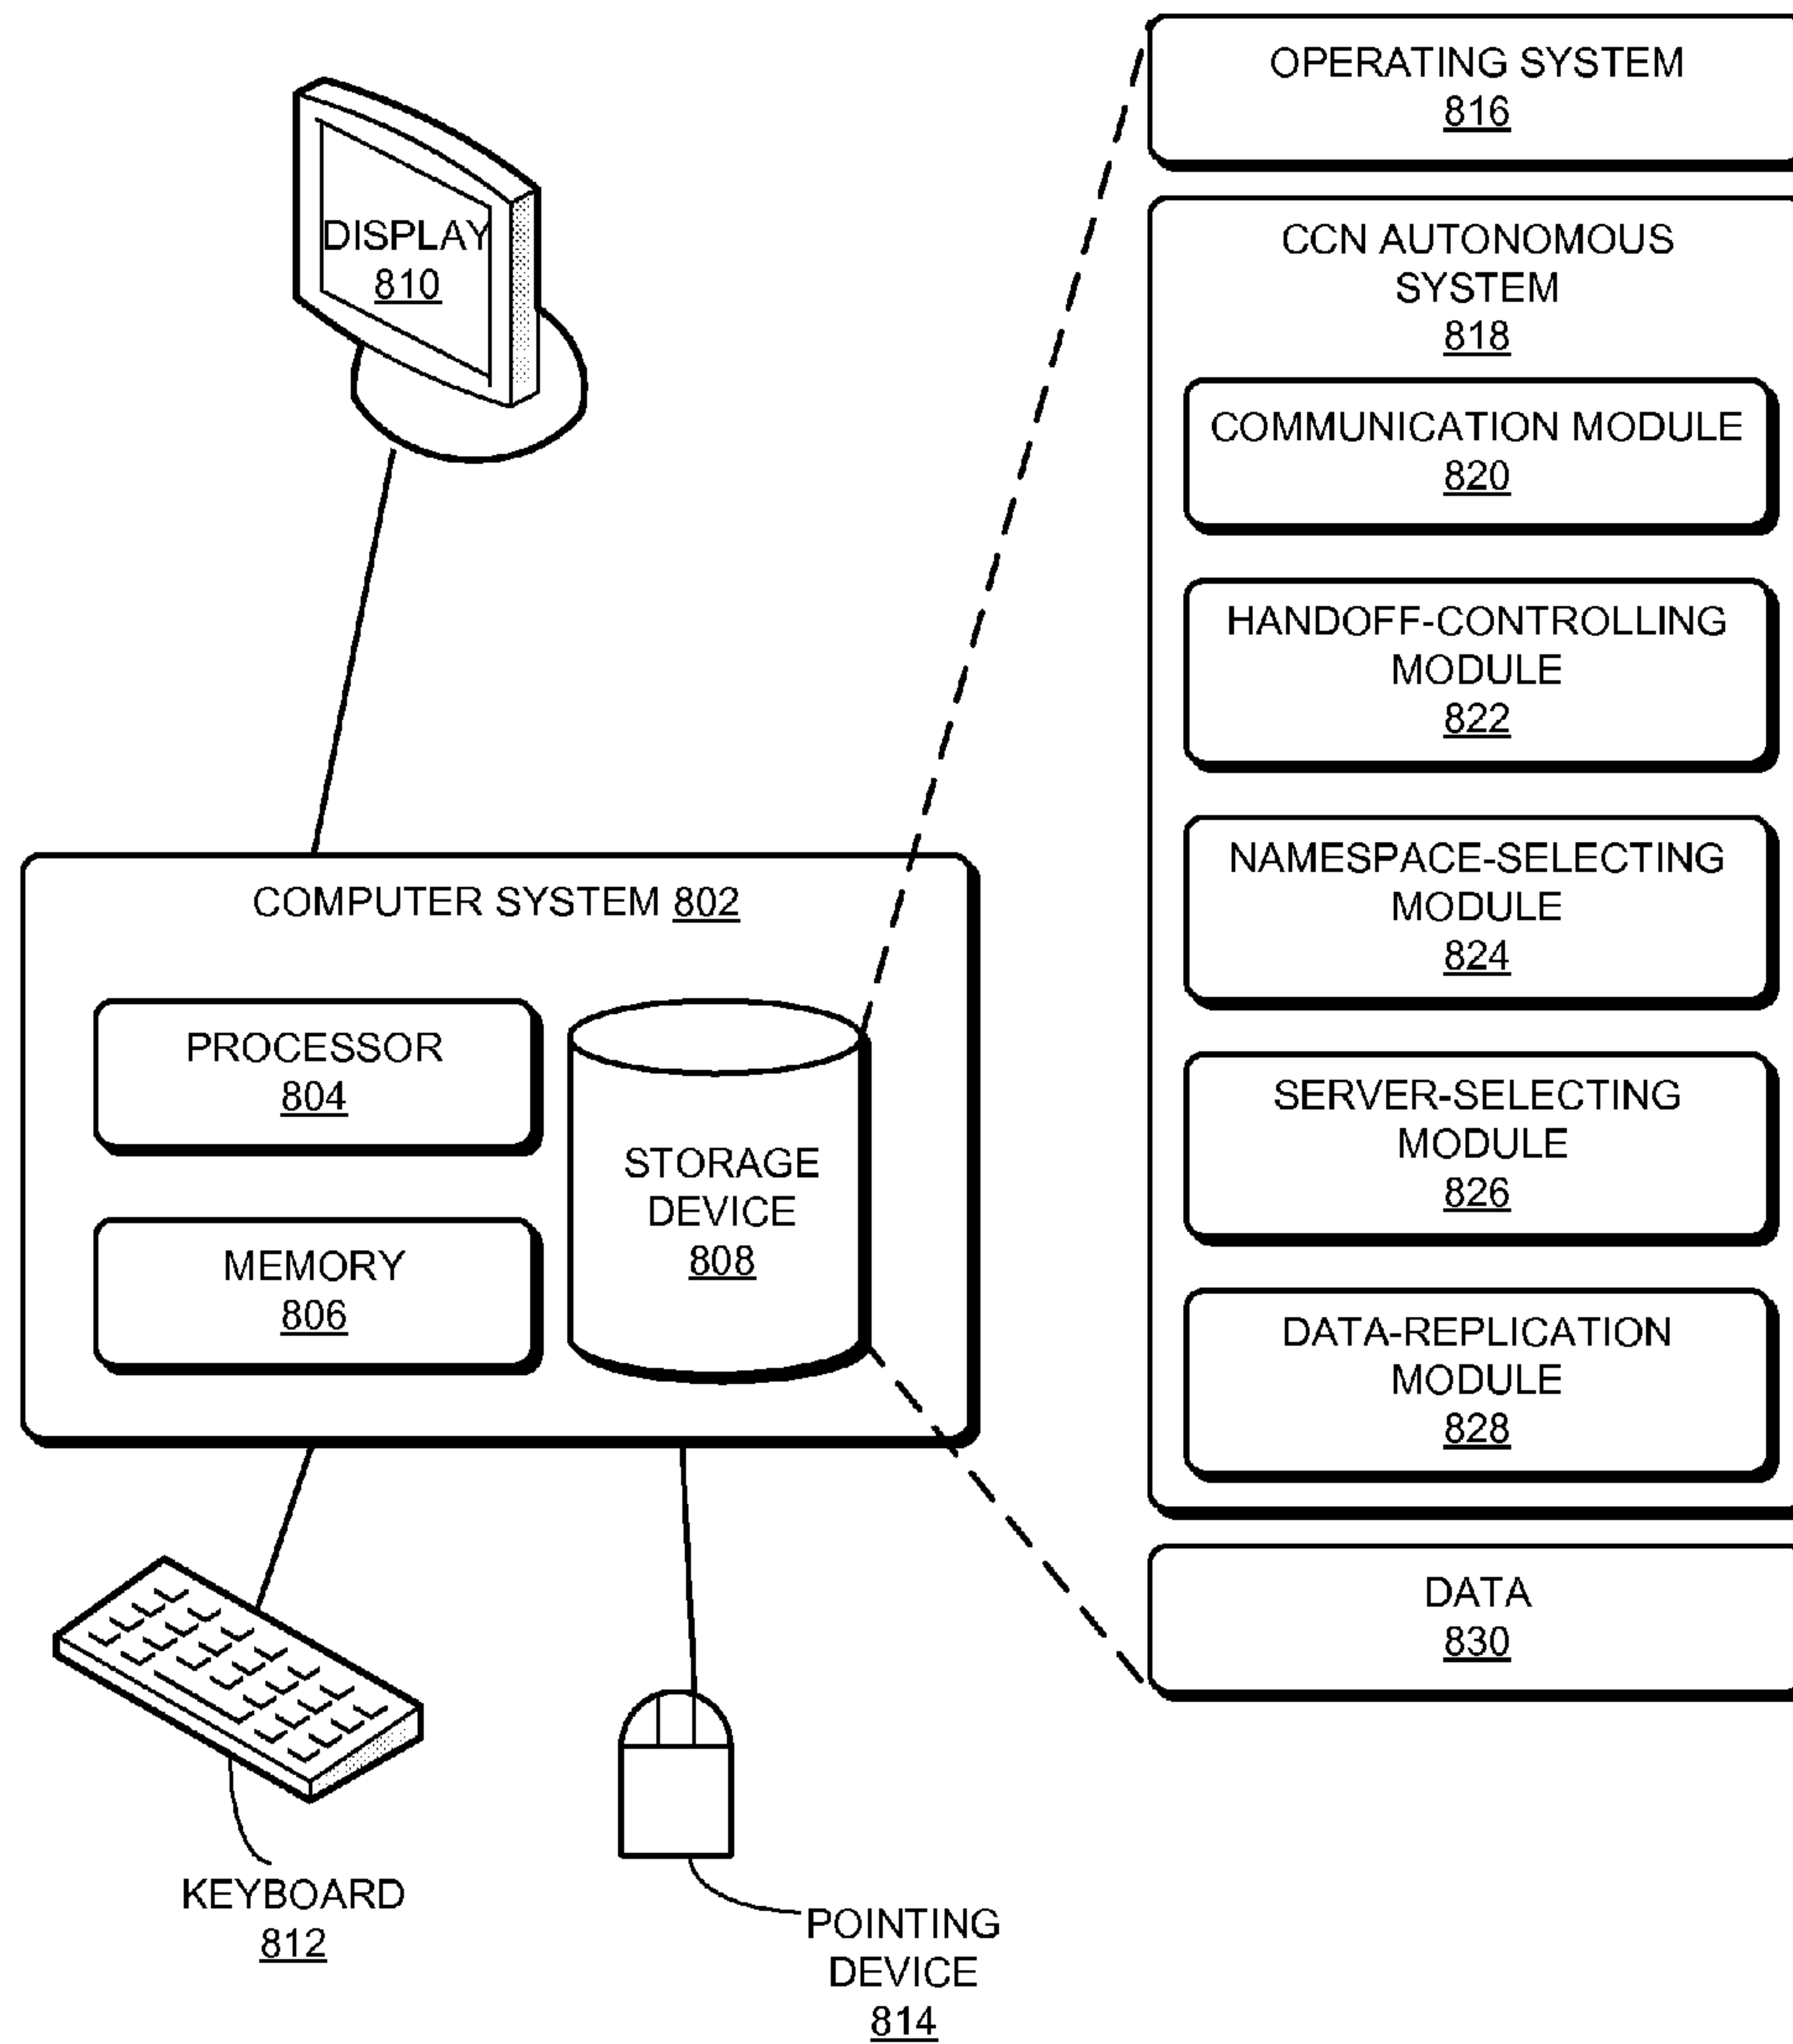 DISPLAY
810
COMPUTER SYSTEM 802
PROCESSOR
804
MEMORY
806
STORAGE
DEVICE
808
KEYBOARD
812
POINTING
DEVICE
814
OPERATING SYSTEM
816
CCN AUTONOMOUS
SYSTEM
818
COMMUNICATION MODULE
820
HANDOFF-CONTROLLING
MODULE
822
NAMESPACE-SELECTING
MODULE
824
SERVER-SELECTING
MODULE
826
DATA-REPLICATION
MODULE
828
DATA
830